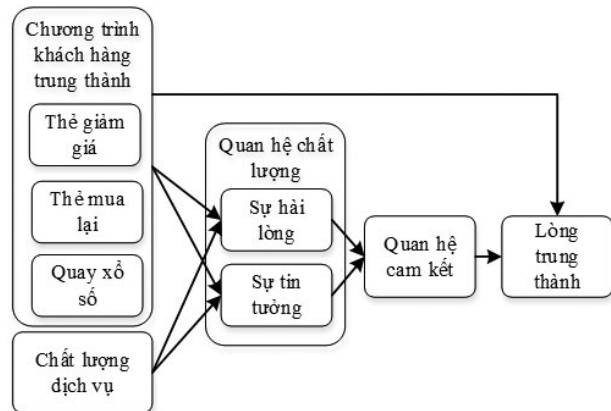 Chương trình
khách hàng
trung thành
Thẻ giảm
giá
Thẻ mua
lại
Quay xổ
số
Chất lượng
dịch vụ
Quan hệ chất
lượng
Sự hài
lòng
Sự tin
tưởng
Quan hệ
cam kết
Lòng
trung
thành